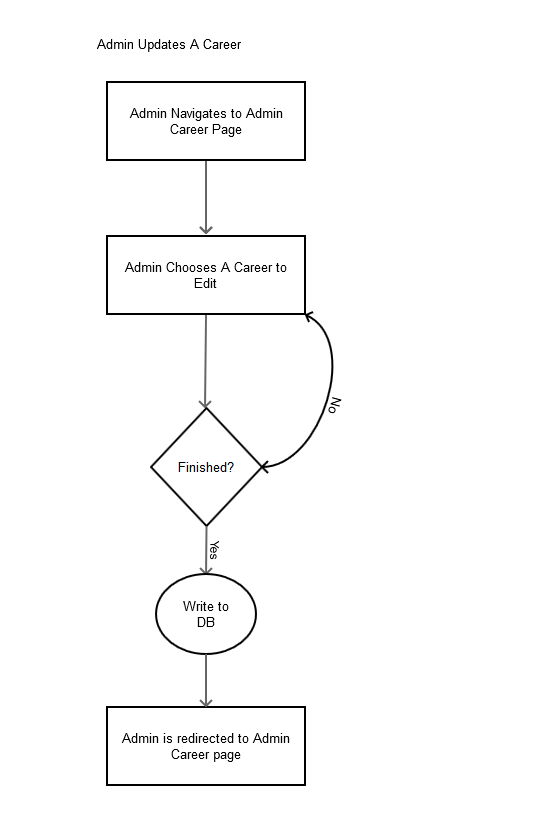 Admin Updates A Career
Admin Navigates to Admin
Career Page
Admin Chooses A Career to
Edit
No
Finished?
Yes
Write to
DB
Admin is redirected to Admin
Career page